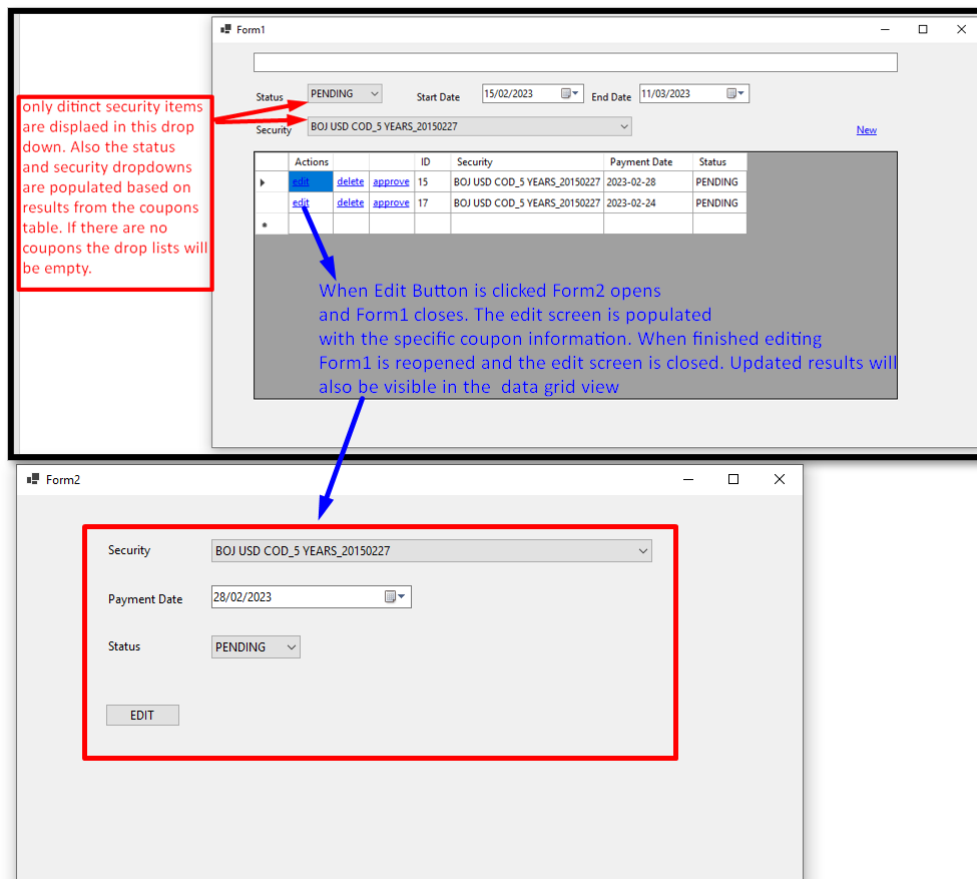 Form1
Status PENDING Start Date 15/02/2023 End Date 11/03/2023
Security BOJ USD COD_5 YEARS_20150227 New
Actions ID Security Payment Date Status
edit delete approve 15 BOJ USD COD_5 YEARS_20150227 2023-02-28 PENDING
edit delete approve 17 BOJ USD COD_5 YEARS_20150227 2023-02-24 PENDING
only ditinct security items
are displaed in this drop
down. Also the status
and security dropdowns
are populated based on
results from the coupons
table. If there are no
coupons the drop lists will
be empty.
When Edit Button is clicked Form2 opens
and Form1 closes. The edit screen is populated
with the specific coupon information. When finished editing
Form1 is reopened and the edit screen is closed. Updated results will
also be visible in the data grid view
Form2
Security BOJ USD COD_5 YEARS_20150227
Payment Date 28/02/2023
Status PENDING
EDIT